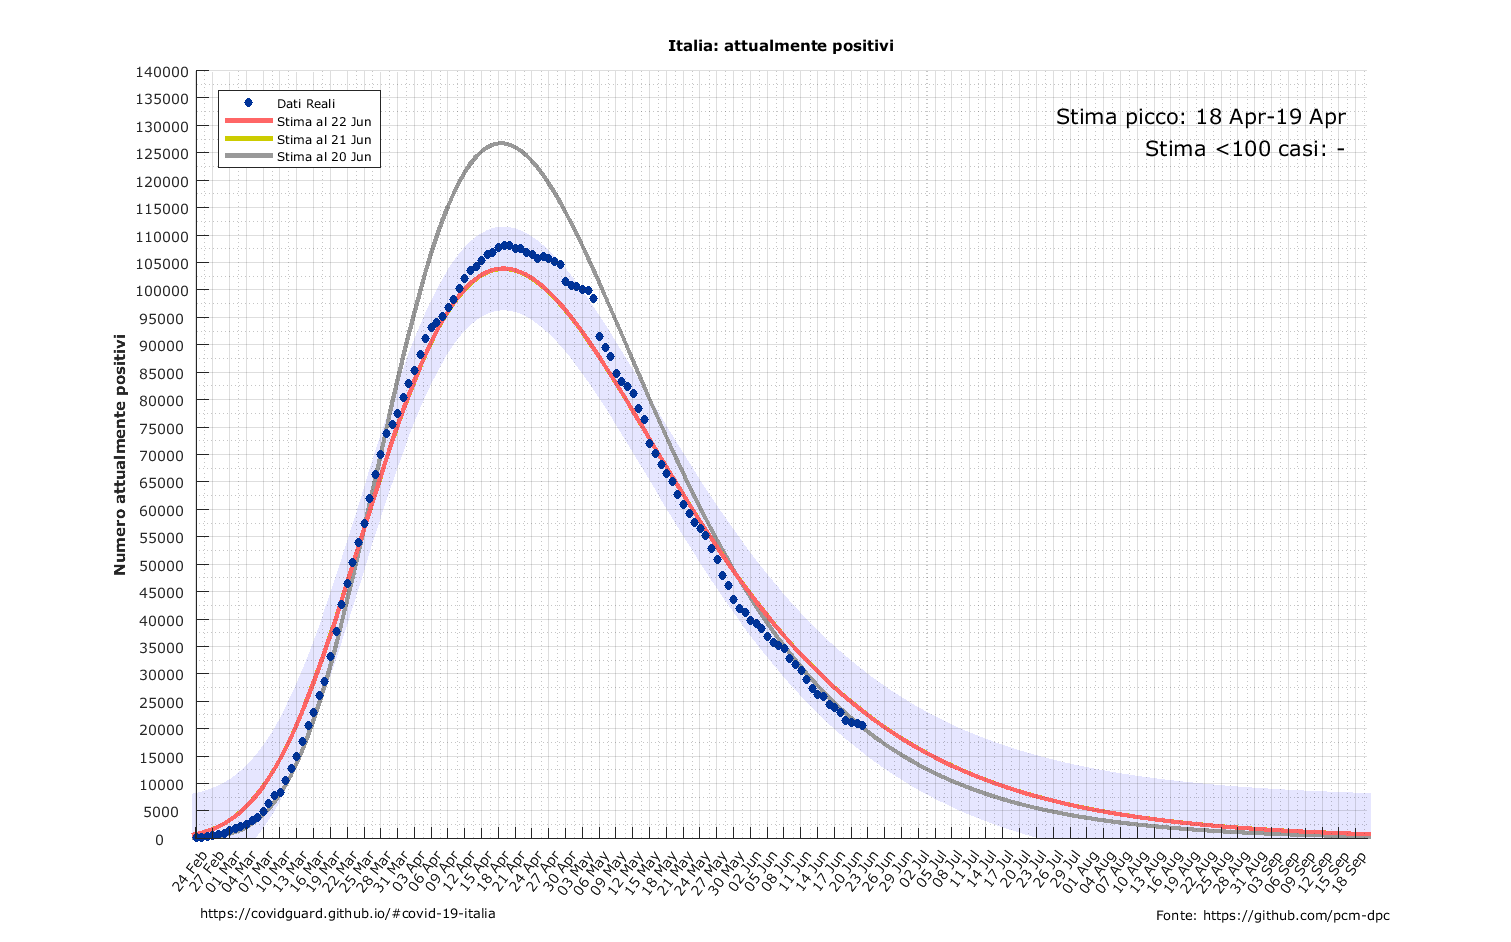 Italia: attualmente positivi
140000
135000
130000
125000
120000
115000
110000
105000
100000
95000
90000
85000
80000
75000
70000
65000
60000
55000
50000
45000
40000
35000
30000
25000
20000
15000
10000
5000
0
Numero attualmente positivi
Dati Reali
Stima al 22 Jun
Stima al 21 Jun
Stima al 20 Jun
Stima picco: 18 Apr-19 Apr
Stima <100 casi: -
24 Feb
27 Feb
01 Mar
04 Mar
07 Mar
10 Mar
13 Mar
16 Mar
19 Mar
22 Mar
25 Mar
28 Mar
31 Mar
03 Apr
06 Apr
09 Apr
12 Apr
15 Apr
18 Apr
21 Apr
24 Apr
27 Apr
30 Apr
03 May
06 May
09 May
12 May
15 May
18 May
21 May
24 May
27 May
30 May
02 Jun
05 Jun
08 Jun
11 Jun
14 Jun
17 Jun
20 Jun
23 Jun
26 Jun
29 Jun
02 Jul
05 Jul
08 Jul
11 Jul
14 Jul
17 Jul
20 Jul
23 Jul
26 Jul
29 Jul
01 Aug
04 Aug
07 Aug
10 Aug
13 Aug
16 Aug
19 Aug
22 Aug
25 Aug
28 Aug
31 Aug
03 Sep
06 Sep
09 Sep
12 Sep
15 Sep
18 Sep
https://covidguard.github.io/#covid-19-italia
Fonte: https://github.com/pcm-dpc